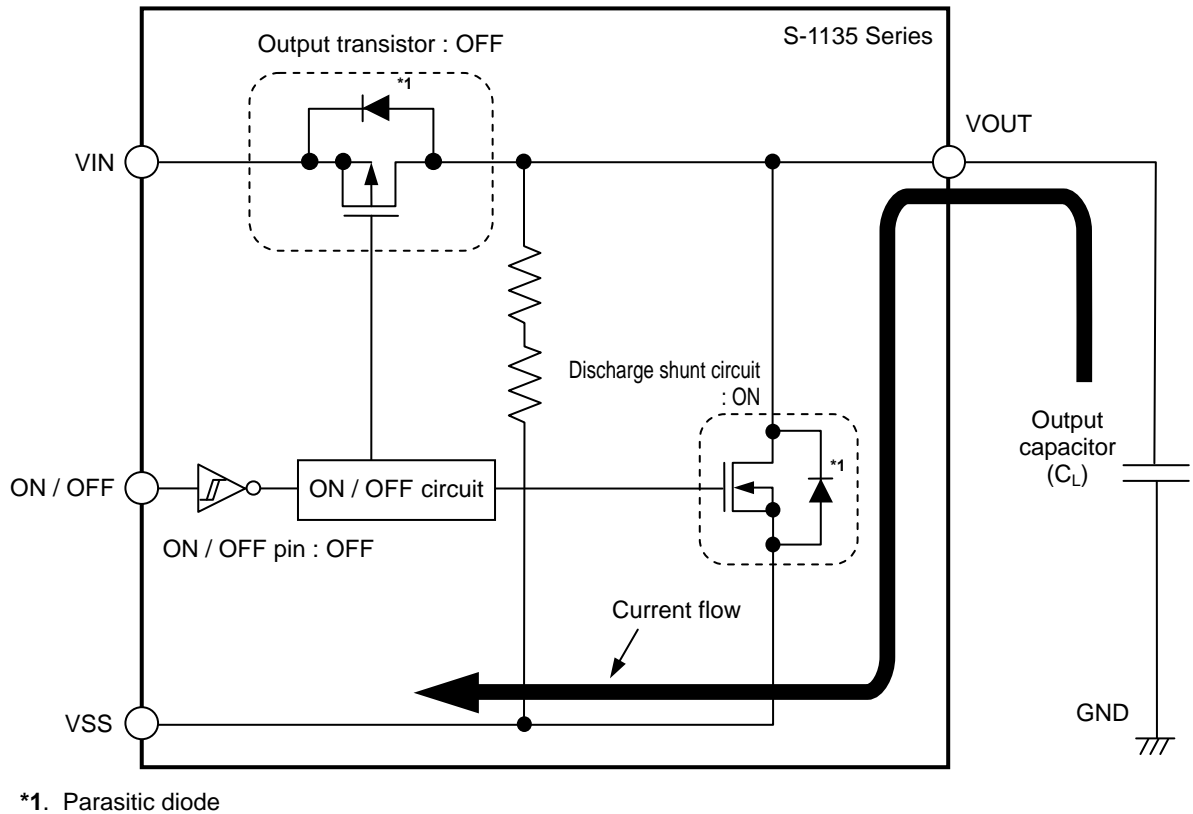 S-1135 Series
Output transistor : OFF
*1
VOUT
VIN
Discharge shunt circuit
: ON
*1
Output
capacitor
(CL)
ON / OFF
ON / OFF circuit
ON / OFF pin : OFF
Current flow
VSS
GND
*1. Parasitic diode